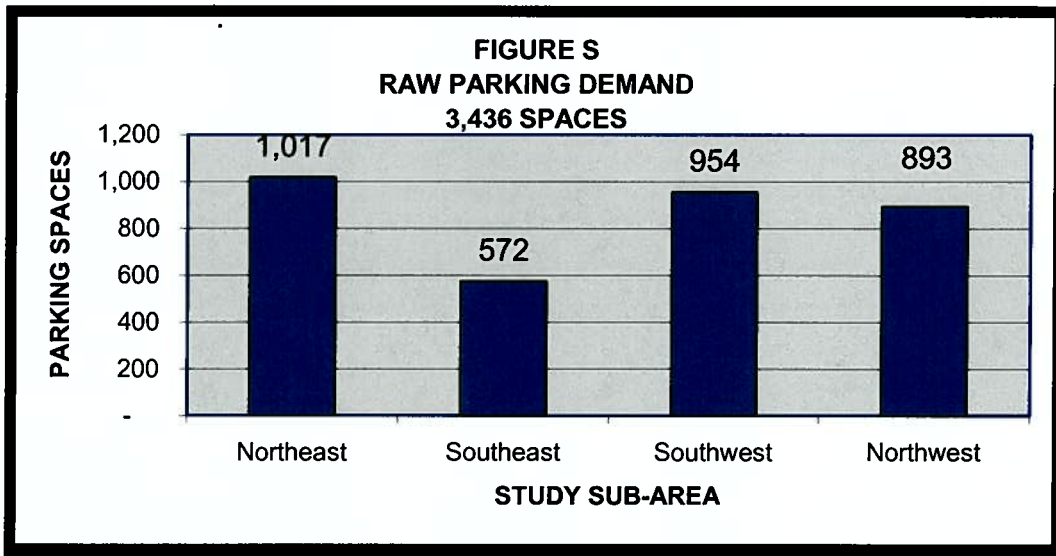 FIGURE S
RAW PARKING DEMAND
3,436 SPACES
PARKING SPACES
1,200
1,000
800
600
400
200
-
1,017
572
954
893
Northeast
Southeast
Southwest
Northwest
STUDY SUB-AREA